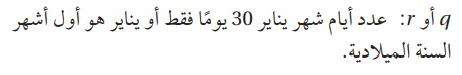 q أو r: عدد أيام شهر يناير 30 يومًا فقط أو يناير هو أول أشهر
السنة الميلادية.